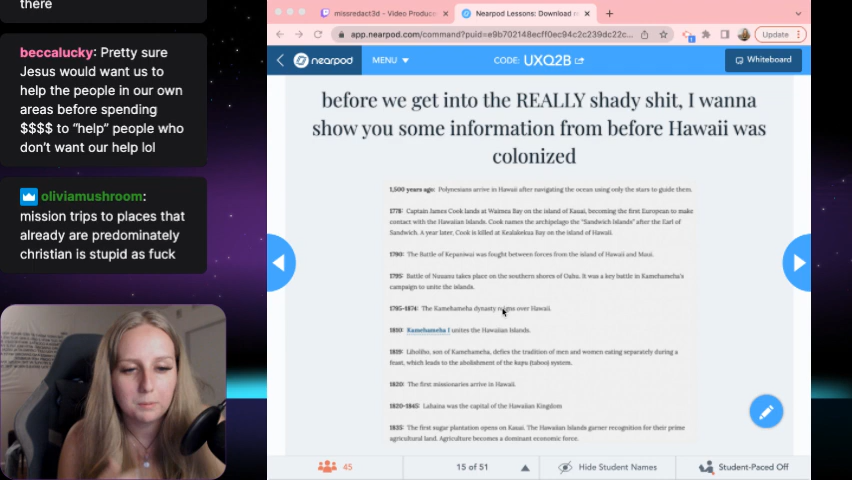 there
beccalucky: Pretty sure
Jesus would want us to
help the people in our own
areas before spending
$$$$ to "help" people who
don't want our help lol
oliviamushroom:
mission trips to places that
already are predominately
christian is stupid as fuck
missredact3d - Video Produce
Nearpod Lessons: Download r
app.nearpod.com/command?puid=e9b702148ecff0ec94c2c239dc22c...
Update
nearpod
MENU
CODE: UXQ2B
Whiteboard
before we get into the REALLY shady shit, I wanna
show you some information from before Hawaii was
colonized
1,500 years ago: Polynesians arrive in Hawaii after navigating the ocean using only the stars to guide them.
1778: Captain James Cook lands at Waimea Bay on the island of Kauai, becoming the first European to make
contact with the Hawaiian Islands. Cook names the archipelago the "Sandwich Islands" after the Earl of
Sandwich. A year later, Cook is killed at Kealakekua Bay on the island of Hawaii.
1790: The Battle of Kepaniwai was fought between forces from the island of Hawaii and Maui.
1795: Battle of Nuuanu takes place on the southern shores of Oahu. It was a key battle in Kamehameha's
campaign to unite the islands.
1795-1874: The Kamehameha dynasty reigns over Hawaii.
1810: Kamehameha I unites the Hawaiian Islands.
1819: Liholiho, son of Kamehameha, defies the tradition of men and women eating separately during a
feast, which leads to the abolishment of the kapu (taboo) system.
1820: The first missionaries arrive in Hawaii.
1820-1845: Lahaina was the capital of the Hawaiian Kingdom
1835: The first sugar plantation opens on Kauai. The Hawaiian Islands garner recognition for their prime
agricultural land. Agriculture becomes a dominant economic force.
45
15 of 51
Hide Student Names
Student-Paced Off